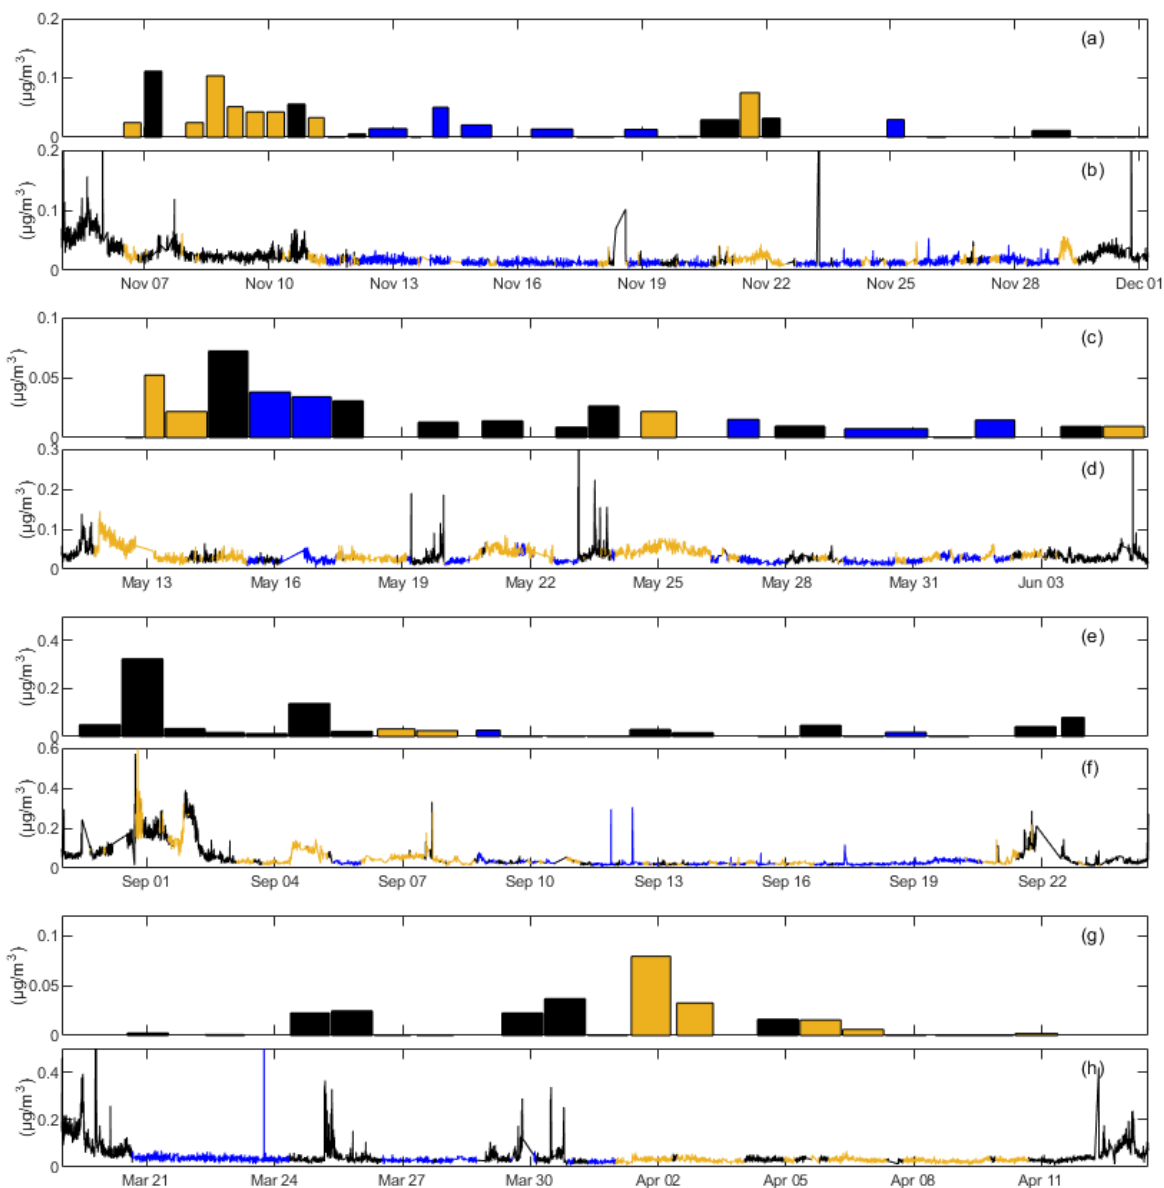 0.2
(a)
0.1
(µg/m³)
0
0.2
(b)
0.1
(µg/m³)
0
Nov 07 Nov 10 Nov 13 Nov 16 Nov 19 Nov 22 Nov 25 Nov 28 Dec 01
0.1
(c)
0.05
(µg/m³)
0
0.3
(d)
0.2
0.1
(µg/m³)
0
May 13 May 16 May 19 May 22 May 25 May 28 May 31 Jun 03
(e)
0.4
0.2
(µg/m³)
0
0.6
(f)
0.4
0.2
(µg/m³)
0
Sep 01 Sep 04 Sep 07 Sep 10 Sep 13 Sep 16 Sep 19 Sep 22
0.1
(g)
0.05
(µg/m³)
0
(h)
0.4
0.2
(µg/m³)
0
Mar 21 Mar 24 Mar 27 Mar 30 Apr 02 Apr 05 Apr 08 Apr 11